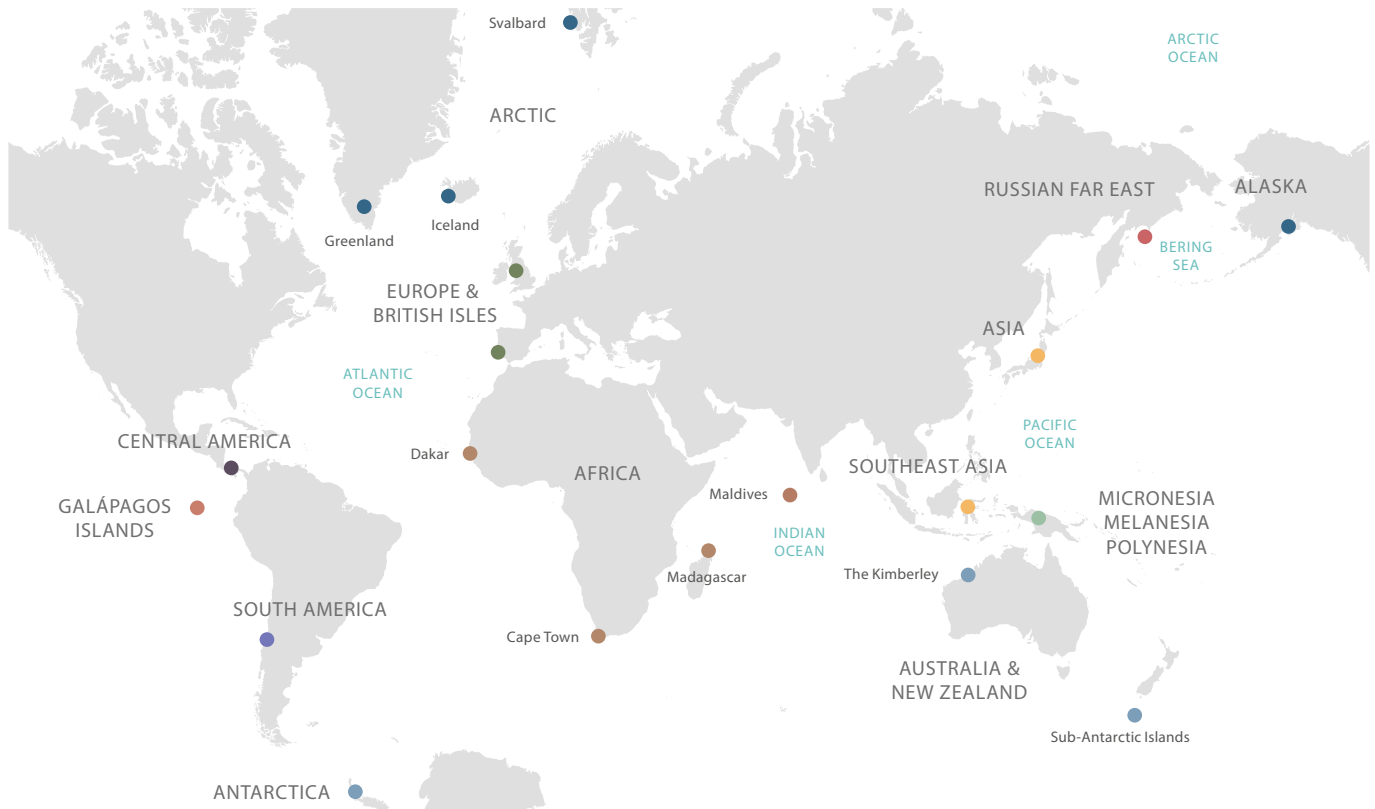 Svalbard
ARCTIC
OCEAN
ARCTIC
RUSSIAN FAR EAST
ALASKA
Iceland
Greenland
BERING
SEA
EUROPE &
BRITISH ISLES
ASIA
ATLANTIC
OCEAN
PACIFIC
OCEAN
CENTRAL AMERICA
Dakar
AFRICA
SOUTHEAST ASIA
Maldives
GALÁPAGOS
ISLANDS
MICRONESIA
MELANESIA
POLYNESIA
INDIAN
OCEAN
The Kimberley
Madagascar
SOUTH AMERICA
Cape Town
AUSTRALIA &
NEW ZEALAND
Sub-Antarctic Islands
ANTARCTICA